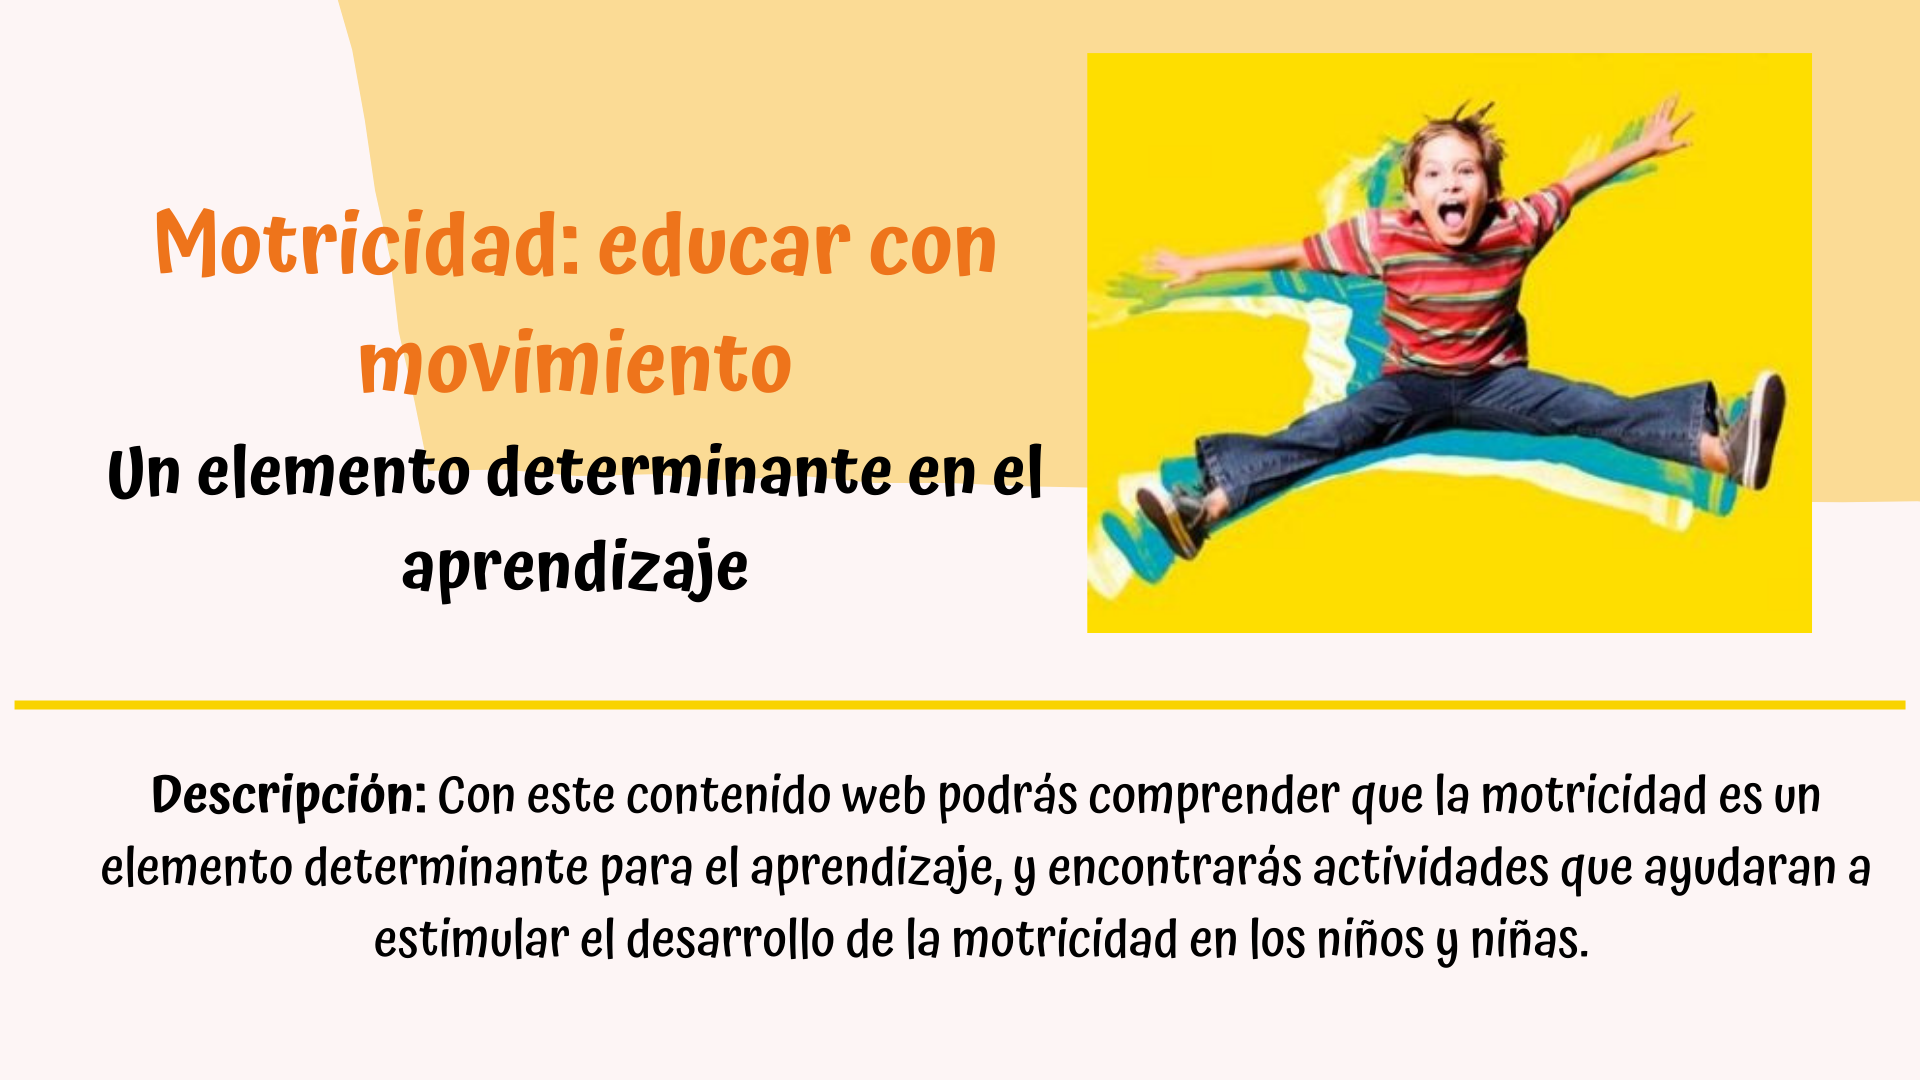 Motricidad: educar con
movimiento
Un elemento determinante en el
aprendizaje
Descripción: Con este contenido web podrás comprender que la motricidad es un
elemento determinante para el aprendizaje, y encontrarás actividades que ayudaran a
estimular el desarrollo de la motricidad en los niños y niñas.